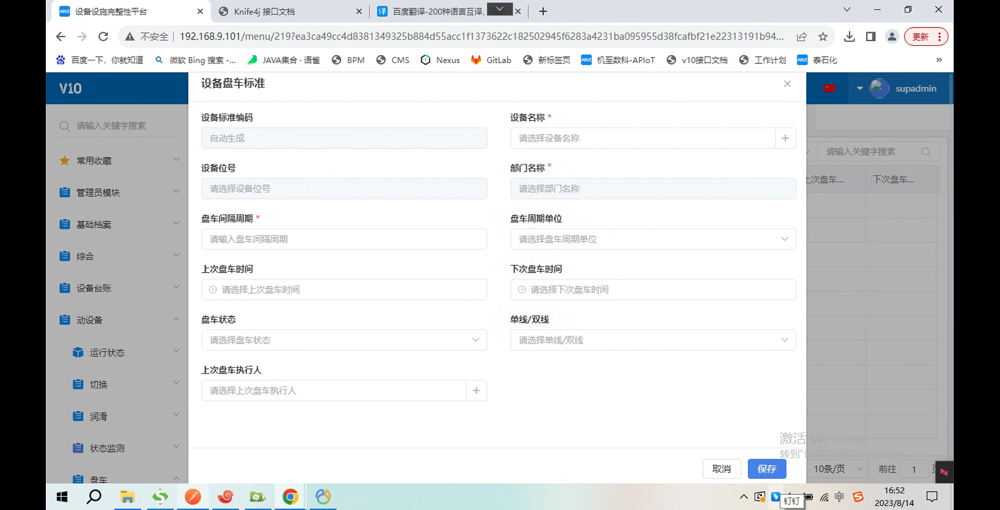 设备设施完整性平台
Knife4j 接口文档
百度翻译-200种语言互译、
不安全
192.168.9.101/menu/219?ea3ca49cc4d8381349325b884d55acc1f1373622c182502945f6283a4231ba095955d38fcafbf21e22313191b94...
更新
百度一下，你就知道
微软 Bing 搜索 -...
JAVA集合 · 语雀
BPM
CMS
Nexus
GitLab
新标签页
机至数科-APIoT
v10接口文档
工作计划
泰石化
»
V10
设备盘车标准
supadmin
请输入关键字搜索
常用收藏
管理员模块
基础档案
综合
设备台账
动设备
运行状态
切换
润滑
状态监测
盘车
设备标准编码
自动生成
设备名称 *
请选择设备名称
设备位号
请选择设备位号
部门名称 *
请选择部门名称
盘车间隔周期 *
请输入盘车间隔周期
盘车周期单位
请选择盘车周期单位
上次盘车时间
请选择上次盘车时间
下次盘车时间
请选择下次盘车时间
盘车状态
请选择盘车状态
单线/双线
请选择单线/双线
上次盘车执行人
请选择上次盘车执行人
取消
保存
请输入关键字搜索
上次盘车...
下次盘车...
激活 Windows
转到"设置"以激活 Windows。
10条/页
前往
1
钉钉
中
16:52
2023/8/14